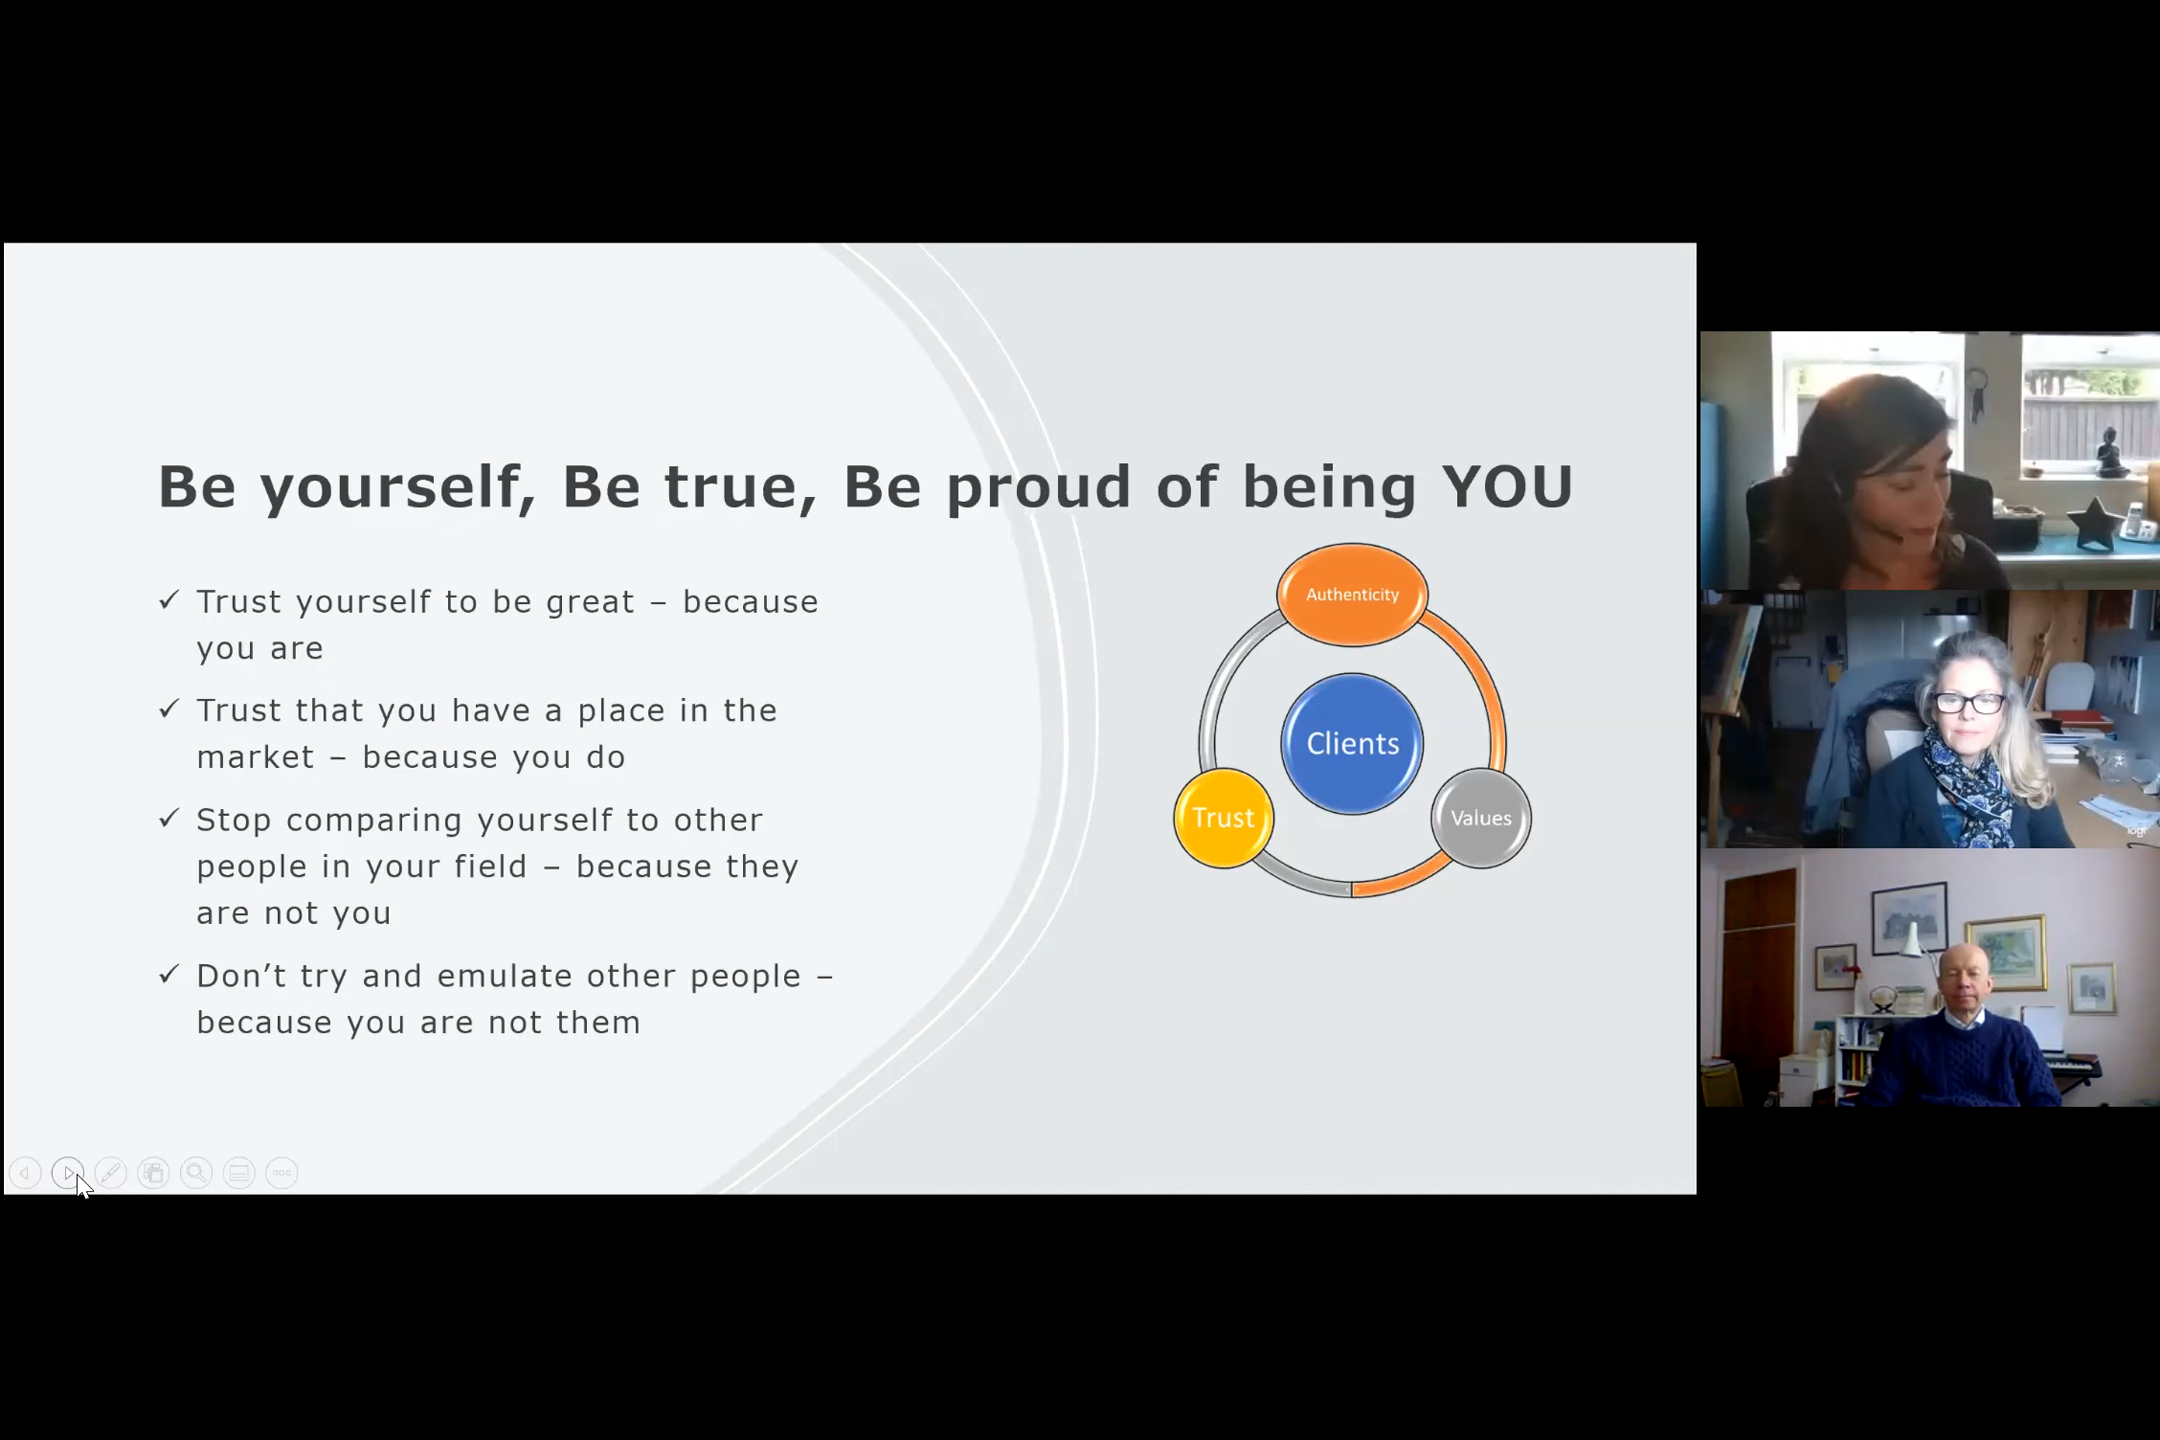 Be yourself, Be true, Be proud of being YOU
✓ Trust yourself to be great – because
you are
✓ Trust that you have a place in the
market – because you do
✓ Stop comparing yourself to other
people in your field – because they
are not you
✓ Don’t try and emulate other people –
because you are not them
Authenticity
Clients
Trust
Values
logi